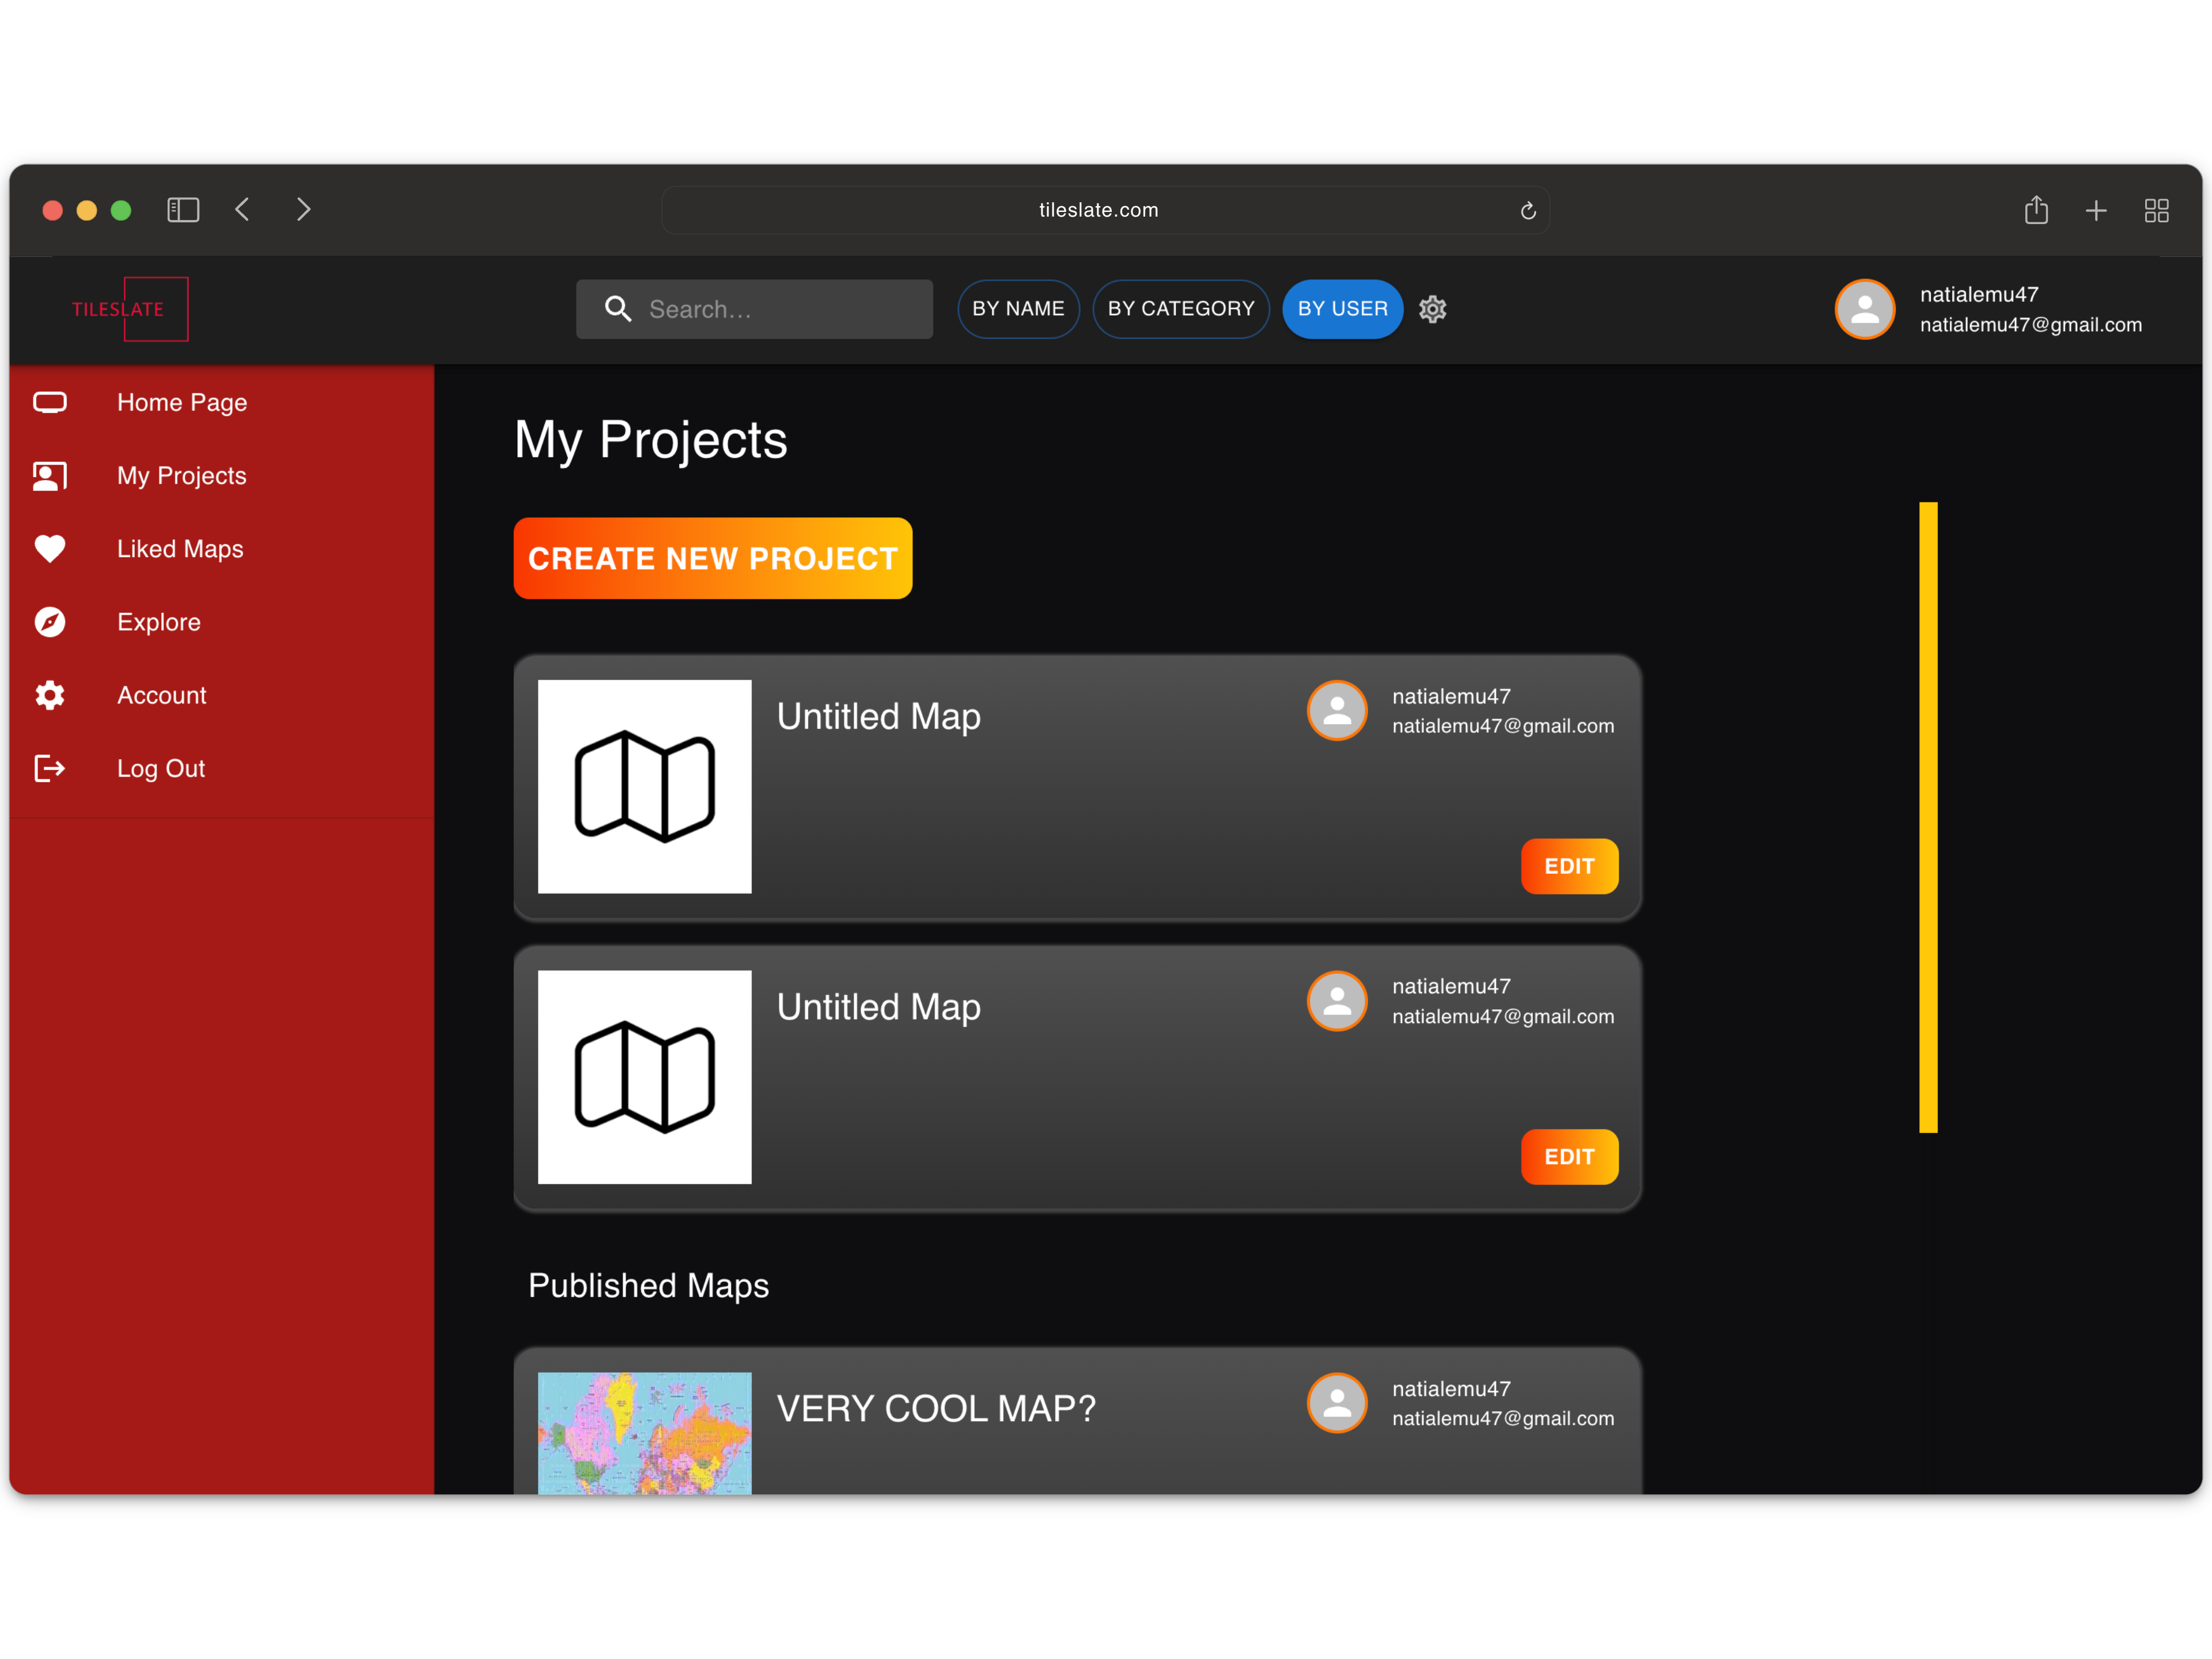 tileslate.com
TILESLATE
Search...
BY NAME
BY CATEGORY
BY USER
natialemu47
natialemu47@gmail.com
Home Page
My Projects
Liked Maps
Explore
Account
Log Out
My Projects
CREATE NEW PROJECT
Untitled Map
natialemu47
natialemu47@gmail.com
EDIT
Untitled Map
natialemu47
natialemu47@gmail.com
EDIT
Published Maps
VERY COOL MAP?
natialemu47
natialemu47@gmail.com